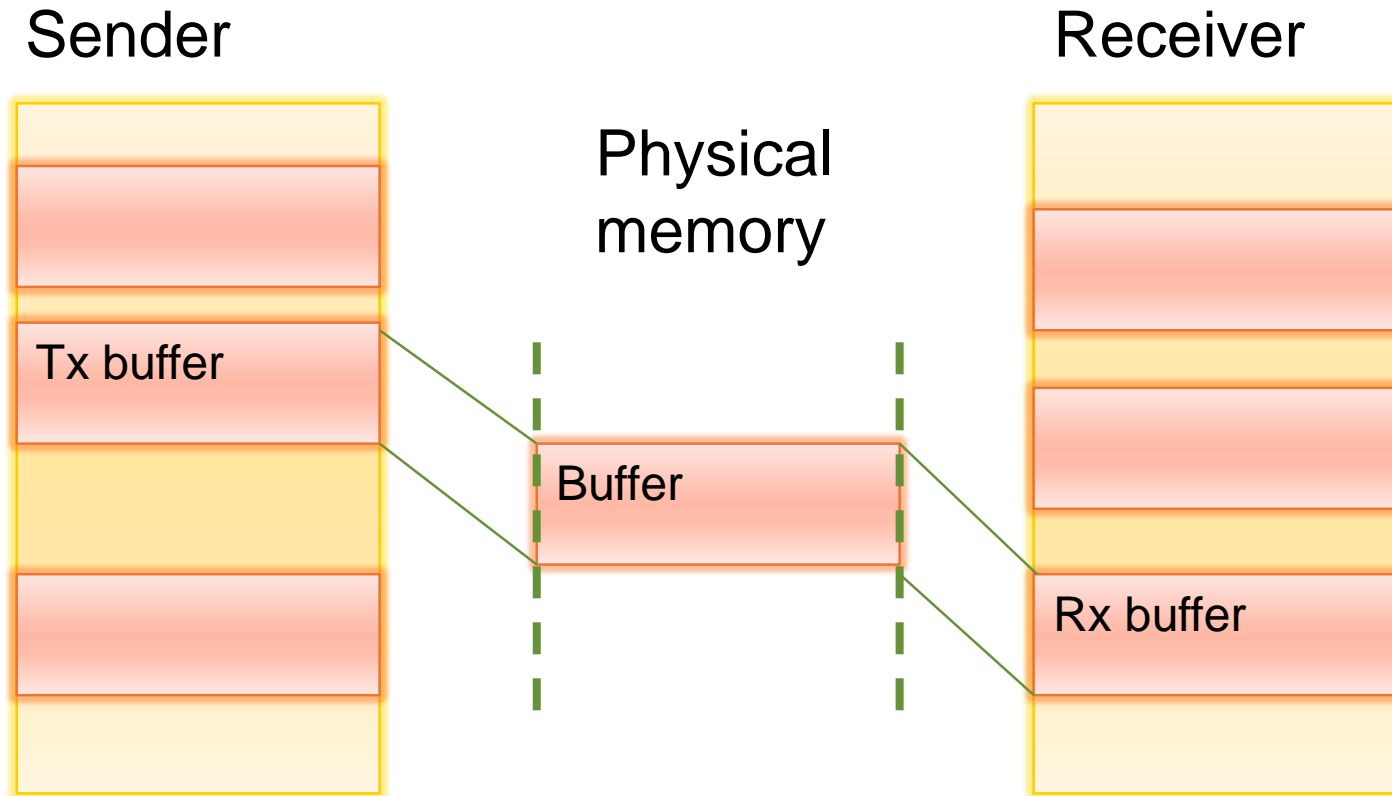 Sender
Receiver
Physical
memory
Tx buffer
Buffer
Rx buffer